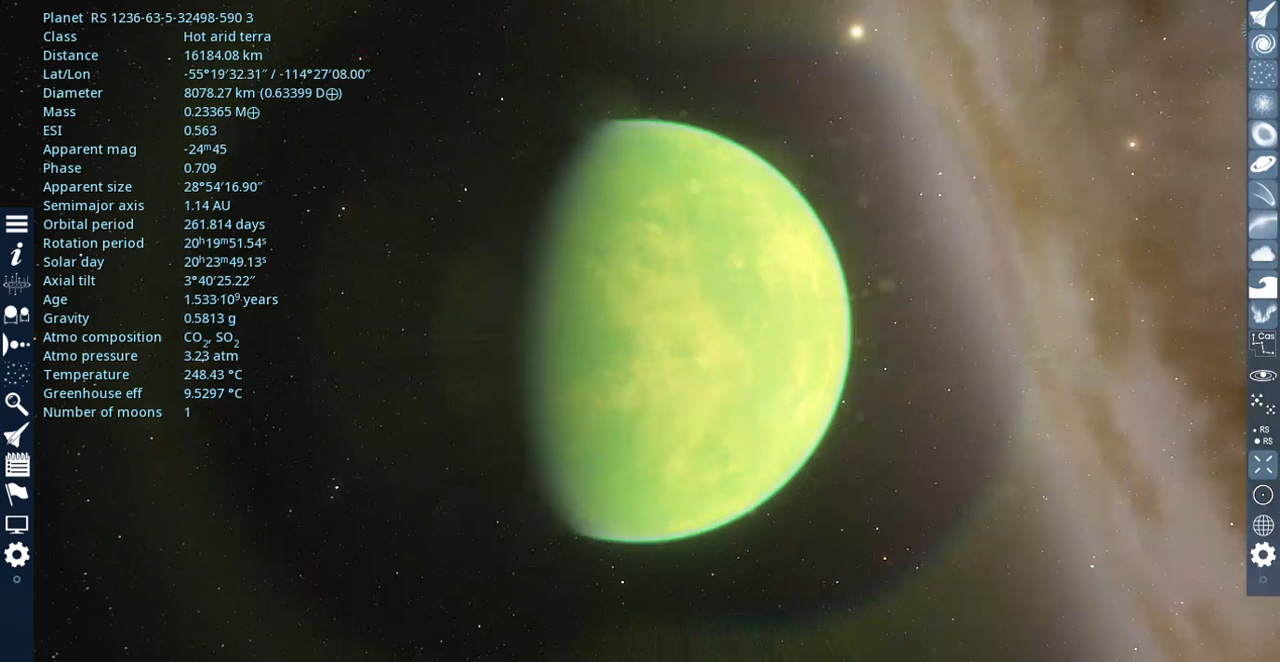 Planet RS 1236-63-5-32498-590 3
Class Hot arid terra
Distance 16184.08 km
Lat/Lon -55°19′32.31″ / -114°27′08.00″
Diameter 8078.27 km (0.63399 D⊕)
Mass 0.23365 M⊕
ESI 0.563
Apparent mag -24ᵐ45
Phase 0.709
Apparent size 28°54′16.90″
Semimajor axis 1.14 AU
Orbital period 261.814 days
Rotation period 20ʰ19ᵐ51.54ˢ
Solar day 20ʰ23ᵐ49.13ˢ
Axial tilt 3°40′25.22″
Age 1.533·10⁹ years
Gravity 0.5813 g
Atmo composition CO₂, SO₂
Atmo pressure 3.23 atm
Temperature 248.43 °C
Greenhouse eff 9.5297 °C
Number of moons 1
Cas
RS
RS